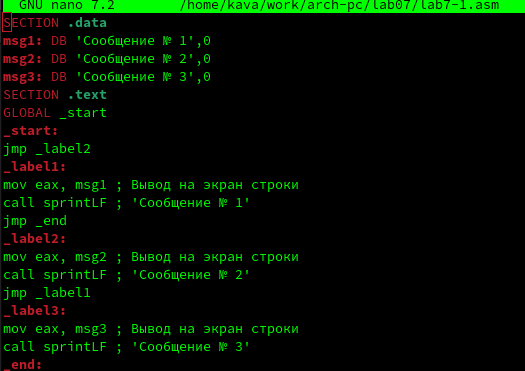 GNU nano 7.2 /home/kava/work/arch-pc/lab07/lab7-1.asm
SECTION .data
msg1: DB 'Сообщение № 1',0
msg2: DB 'Сообщение № 2',0
msg3: DB 'Сообщение № 3',0
SECTION .text
GLOBAL _start
_start:
jmp _label2
_label1:
mov eax, msg1 ; Вывод на экран строки
call sprintLF ; 'Сообщение № 1'
jmp _end
_label2:
mov eax, msg2 ; Вывод на экран строки
call sprintLF ; 'Сообщение № 2'
jmp _label1
_label3:
mov eax, msg3 ; Вывод на экран строки
call sprintLF ; 'Сообщение № 3'
_end: